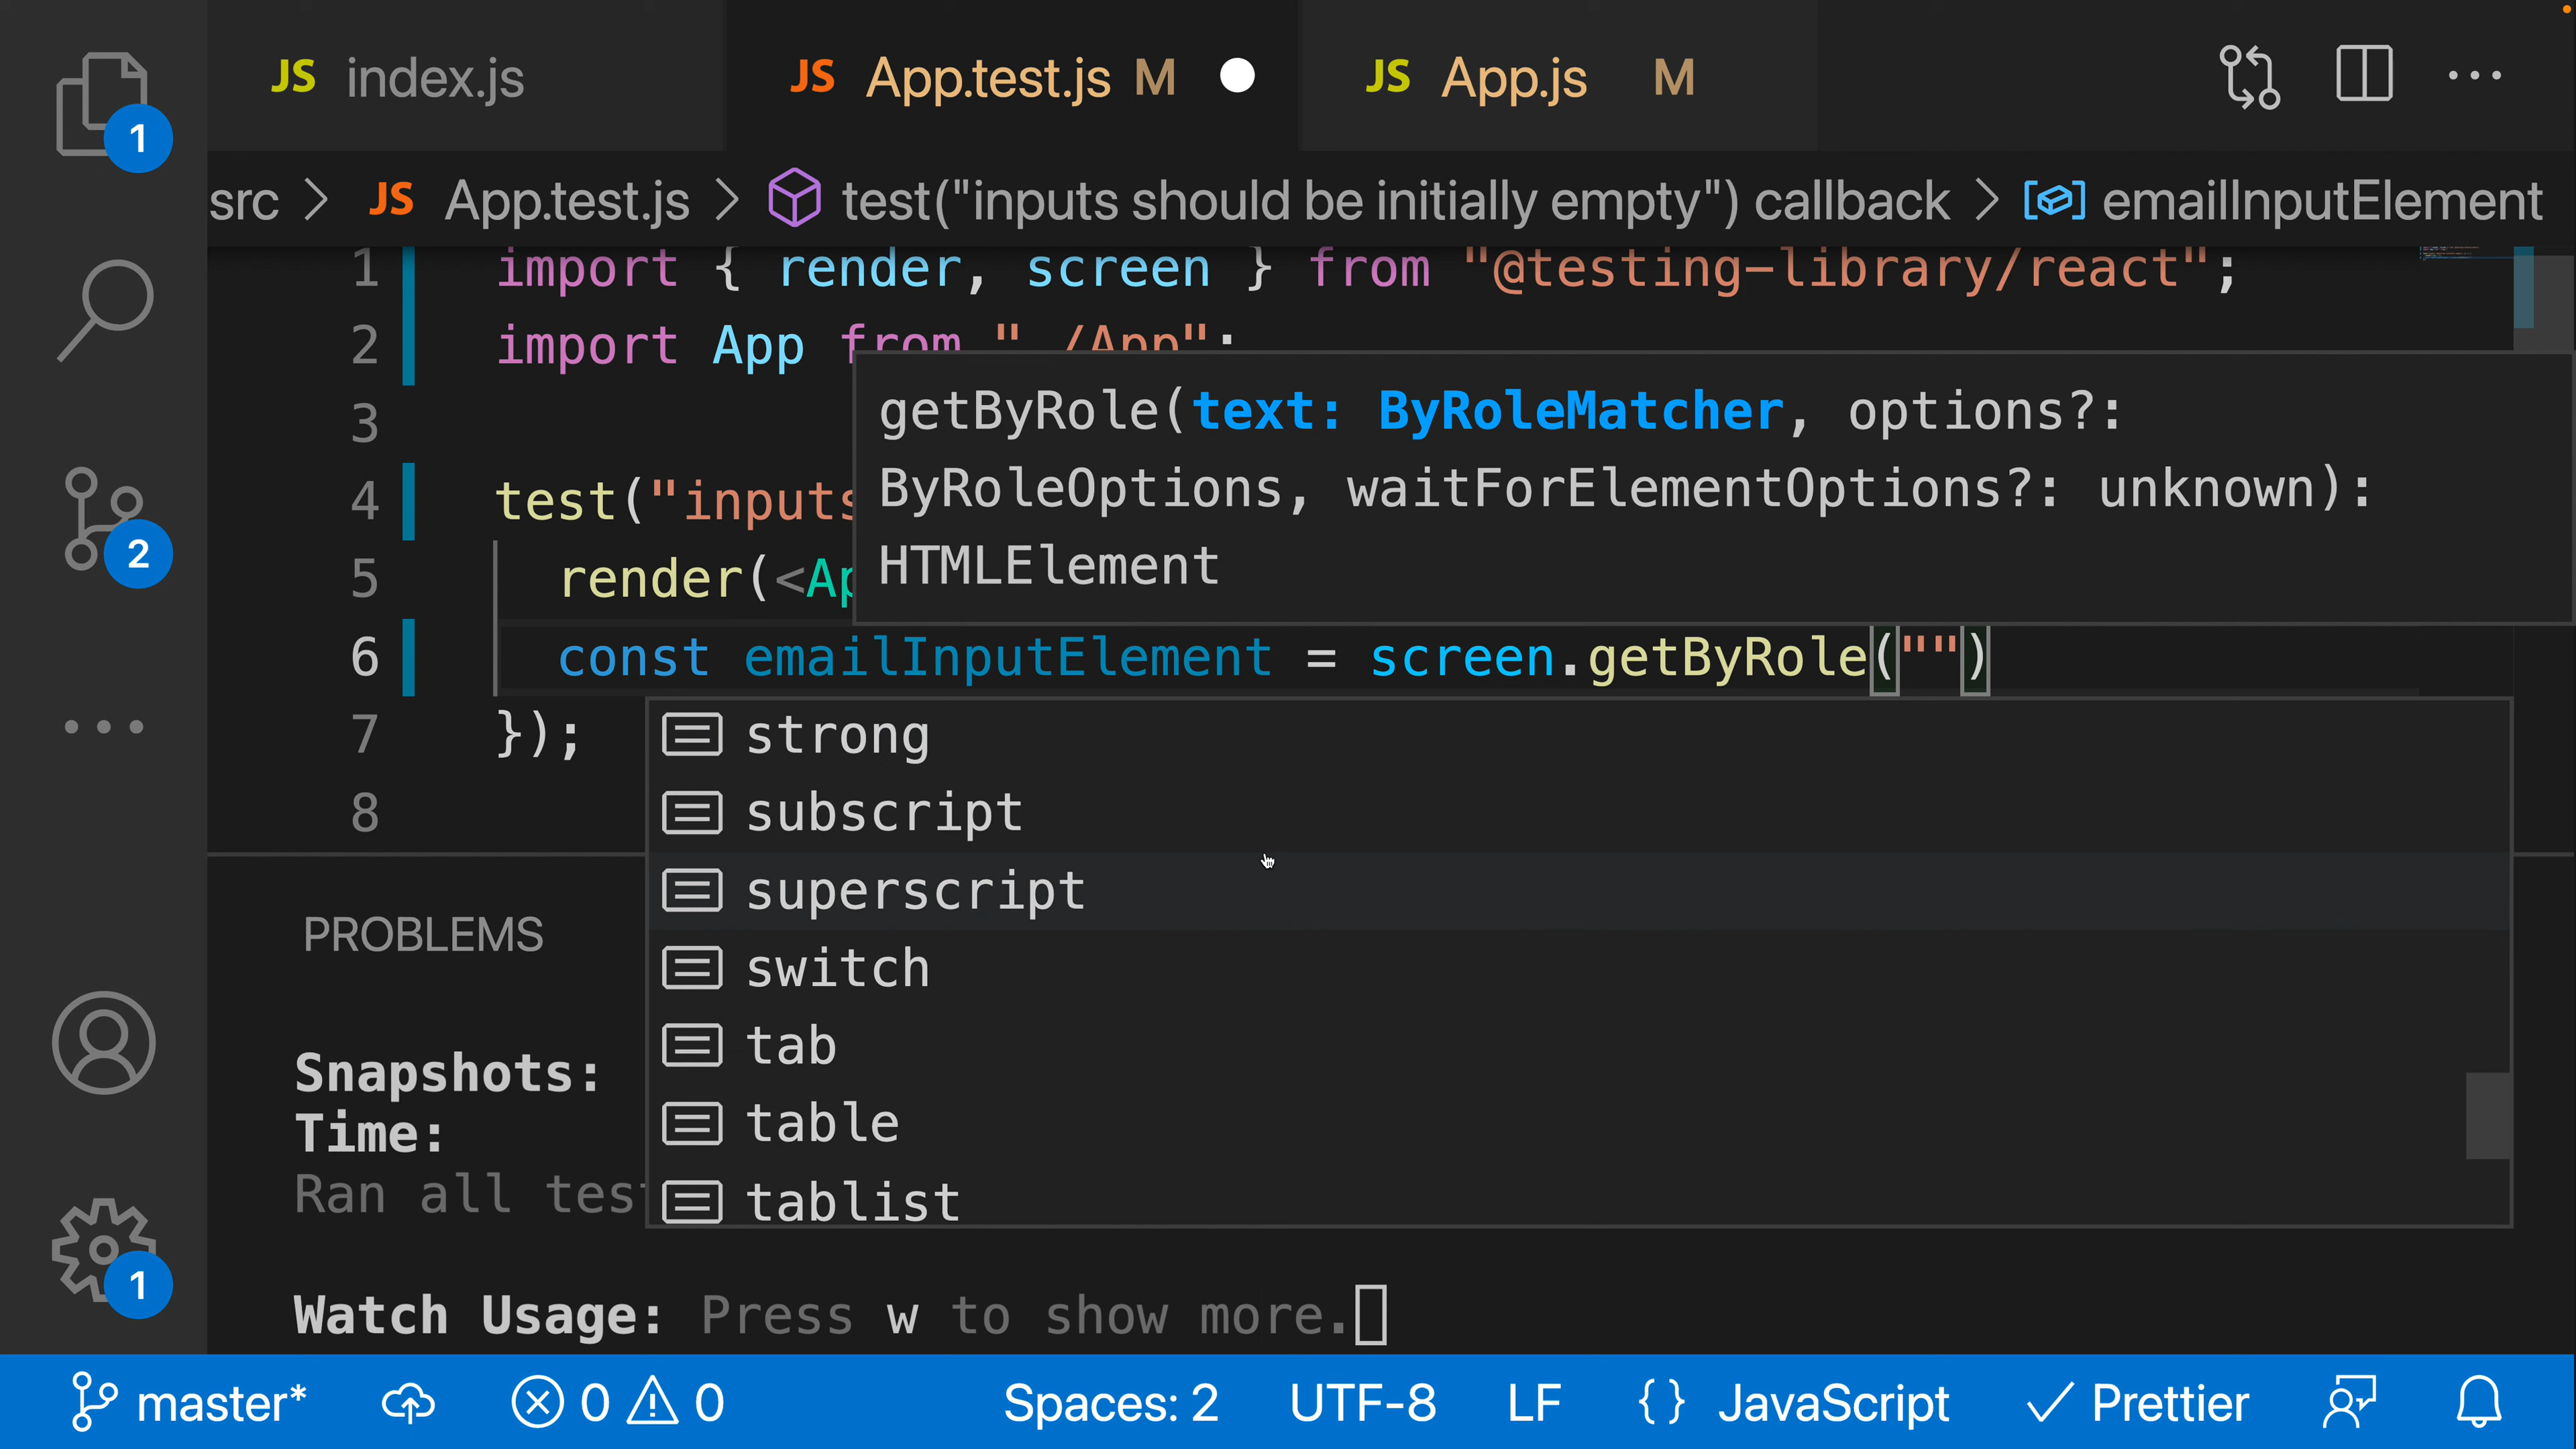 JS index.js JS App.test.js M JS App.js M
src > JS App.test.js > test("inputs should be initially empty") callback > emailInputElement
1 import { render, screen } from "@testing-library/react";
2 import App from "./App";
3
getByRole(text: ByRoleMatcher, options?:
ByRoleOptions, waitForElementOptions?: unknown):
HTMLElement
4 test("inputs
5 render(<Ap
6 const emailInputElement = screen.getByRole("")
7 });
8
strong
subscript
superscript
switch
tab
table
tablist
PROBLEMS
Snapshots:
Time:
Ran all test
Watch Usage: Press w to show more.
1
2
1
master* 0 0 Spaces: 2 UTF-8 LF {} JavaScript Prettier